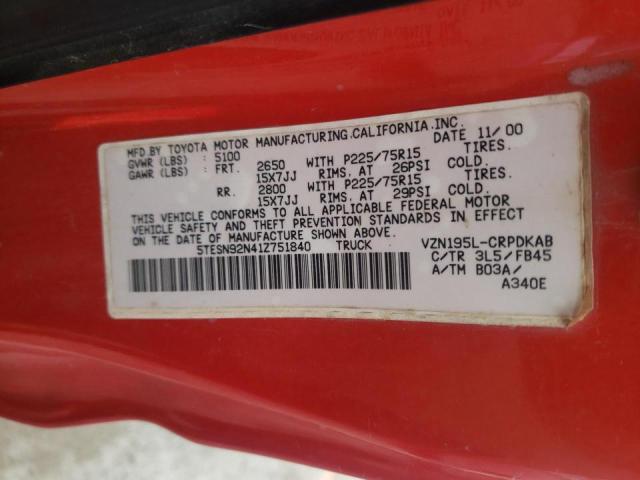 MFD BY TOYOTA MOTOR MANUFACTURING.CALIFORNIA.INC.
DATE 11/00
GVWR (LBS) : 5100
GAWR (LBS) : FRT. 2650 WITH P225/75R15 TIRES.
15X7JJ RIMS. AT 26PSI COLD.
RR. 2800 WITH P225/75R15 TIRES.
15X7JJ RIMS. AT 29PSI COLD.
THIS VEHICLE CONFORMS TO ALL APPLICABLE FEDERAL MOTOR
VEHICLE SAFETY AND THEFT PREVENTION STANDARDS IN EFFECT
ON THE DATE OF MANUFACTURE SHOWN ABOVE.
5TESN92N41Z751840 TRUCK VZN195L-CRPDKAB
C/TR 3L5/FB45
A/TM B03A/
A340E